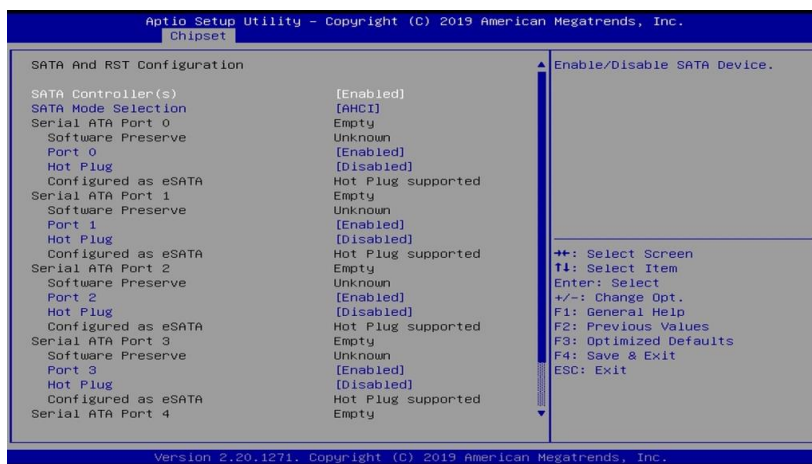 Aptio Setup Utility – Copyright (C) 2019 American Megatrends, Inc.
Chipset
SATA And RST Configuration
SATA Controller(s) [Enabled]
SATA Mode Selection [AHCI]
Serial ATA Port 0 Empty
Software Preserve Unknown
Port 0 [Enabled]
Hot Plug [Disabled]
Configured as eSATA Hot Plug supported
Serial ATA Port 1 Empty
Software Preserve Unknown
Port 1 [Enabled]
Hot Plug [Disabled]
Configured as eSATA Hot Plug supported
Serial ATA Port 2 Empty
Software Preserve Unknown
Port 2 [Enabled]
Hot Plug [Disabled]
Configured as eSATA Hot Plug supported
Serial ATA Port 3 Empty
Software Preserve Unknown
Port 3 [Enabled]
Hot Plug [Disabled]
Configured as eSATA Hot Plug supported
Serial ATA Port 4 Empty
Enable/Disable SATA Device.
→←: Select Screen
↑↓: Select Item
Enter: Select
+/-: Change Opt.
F1: General Help
F2: Previous Values
F3: Optimized Defaults
F4: Save & Exit
ESC: Exit
Version 2.20.1271. Copyright (C) 2019 American Megatrends, Inc.